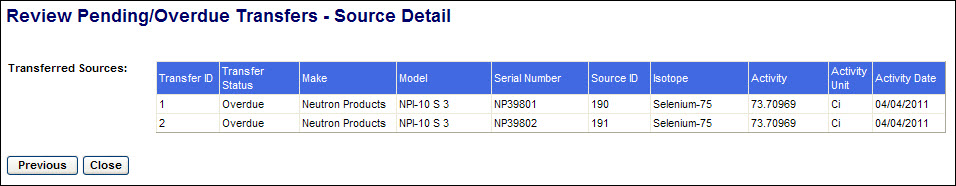 Review Pending/Overdue Transfers - Source Detail
Transferred Sources:
Transfer ID Transfer Status Make Model Serial Number Source ID Isotope Activity Activity Unit Activity Date
1 Overdue Neutron Products NPI-10 S 3 NP39801 190 Selenium-75 73.70969 Ci 04/04/2011
2 Overdue Neutron Products NPI-10 S 3 NP39802 191 Selenium-75 73.70969 Ci 04/04/2011
Previous Close